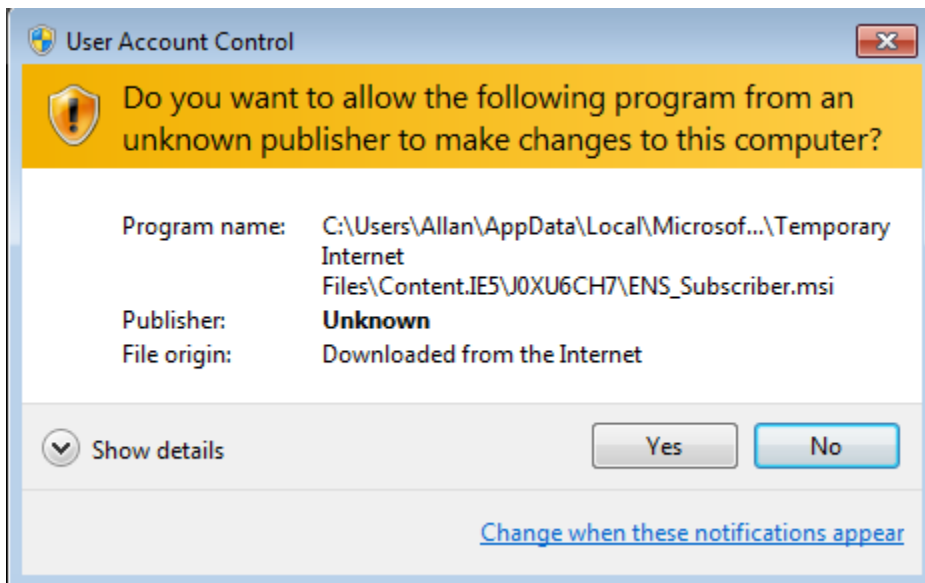 User Account Control
Do you want to allow the following program from an
unknown publisher to make changes to this computer?
Program name: C:\Users\Allan\AppData\Local\Microsof...\Temporary
Internet
Files\Content.IE5\J0XU6CH7\ENS_Subscriber.msi
Publisher: Unknown
File origin: Downloaded from the Internet
Show details Yes No
Change when these notifications appear